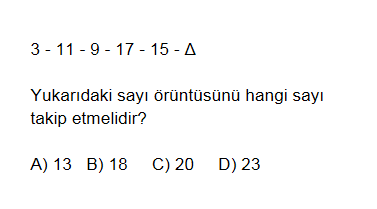 3 - 11 - 9 - 17 - 15 - Δ
Yukarıdaki sayı örüntüsünü hangi sayı
takip etmelidir?
A) 13 B) 18 C) 20 D) 23